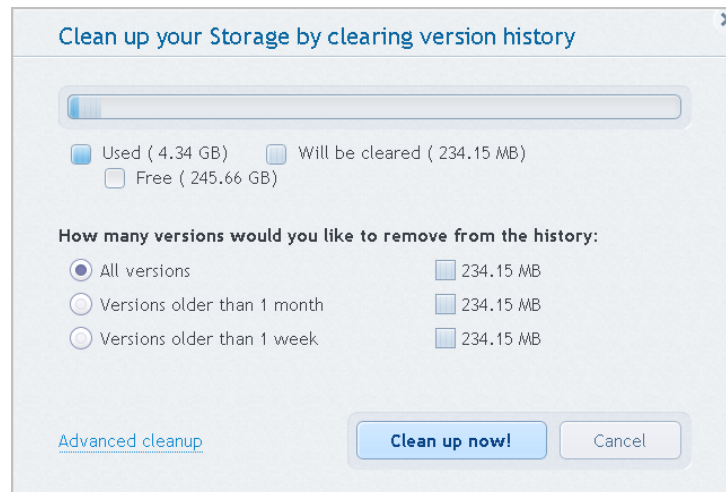 Clean up your Storage by clearing version history
Used ( 4.34 GB) Will be cleared ( 234.15 MB)
Free ( 245.66 GB)
How many versions would you like to remove from the history:
All versions 234.15 MB
Versions older than 1 month 234.15 MB
Versions older than 1 week 234.15 MB
Advanced cleanup Clean up now! Cancel